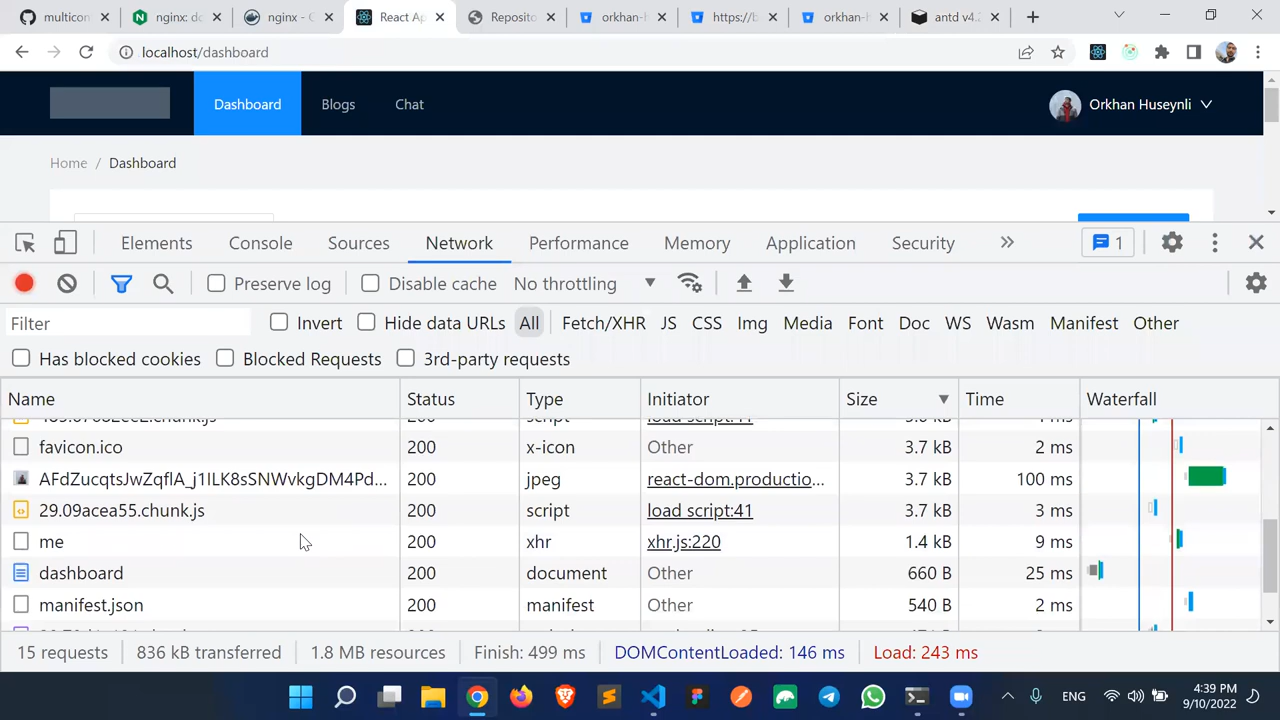 multicon
nginx: do
nginx - C
React Ap
Reposito
orkhan-h
https://b
orkhan-h
antd v4.
localhost/dashboard
Dashboard
Blogs
Chat
Orkhan Huseynli
Home / Dashboard
Elements
Console
Sources
Network
Performance
Memory
Application
Security
1
Preserve log
Disable cache
No throttling
Filter
Invert
Hide data URLs
All
Fetch/XHR
JS
CSS
Img
Media
Font
Doc
WS
Wasm
Manifest
Other
Has blocked cookies
Blocked Requests
3rd-party requests
Name Status Type Initiator Size Time Waterfall
favicon.ico 200 x-icon Other 3.7 kB 2 ms
AFdZucqtsJwZqflA_j1ILK8sSNWvkgDM4Pd... 200 jpeg react-dom.productio... 3.7 kB 100 ms
29.09acea55.chunk.js 200 script load script:41 3.7 kB 3 ms
me 200 xhr xhr.js:220 1.4 kB 9 ms
dashboard 200 document Other 660 B 25 ms
manifest.json 200 manifest Other 540 B 2 ms
15 requests
836 kB transferred
1.8 MB resources
Finish: 499 ms
DOMContentLoaded: 146 ms
Load: 243 ms
ENG
4:39 PM
9/10/2022